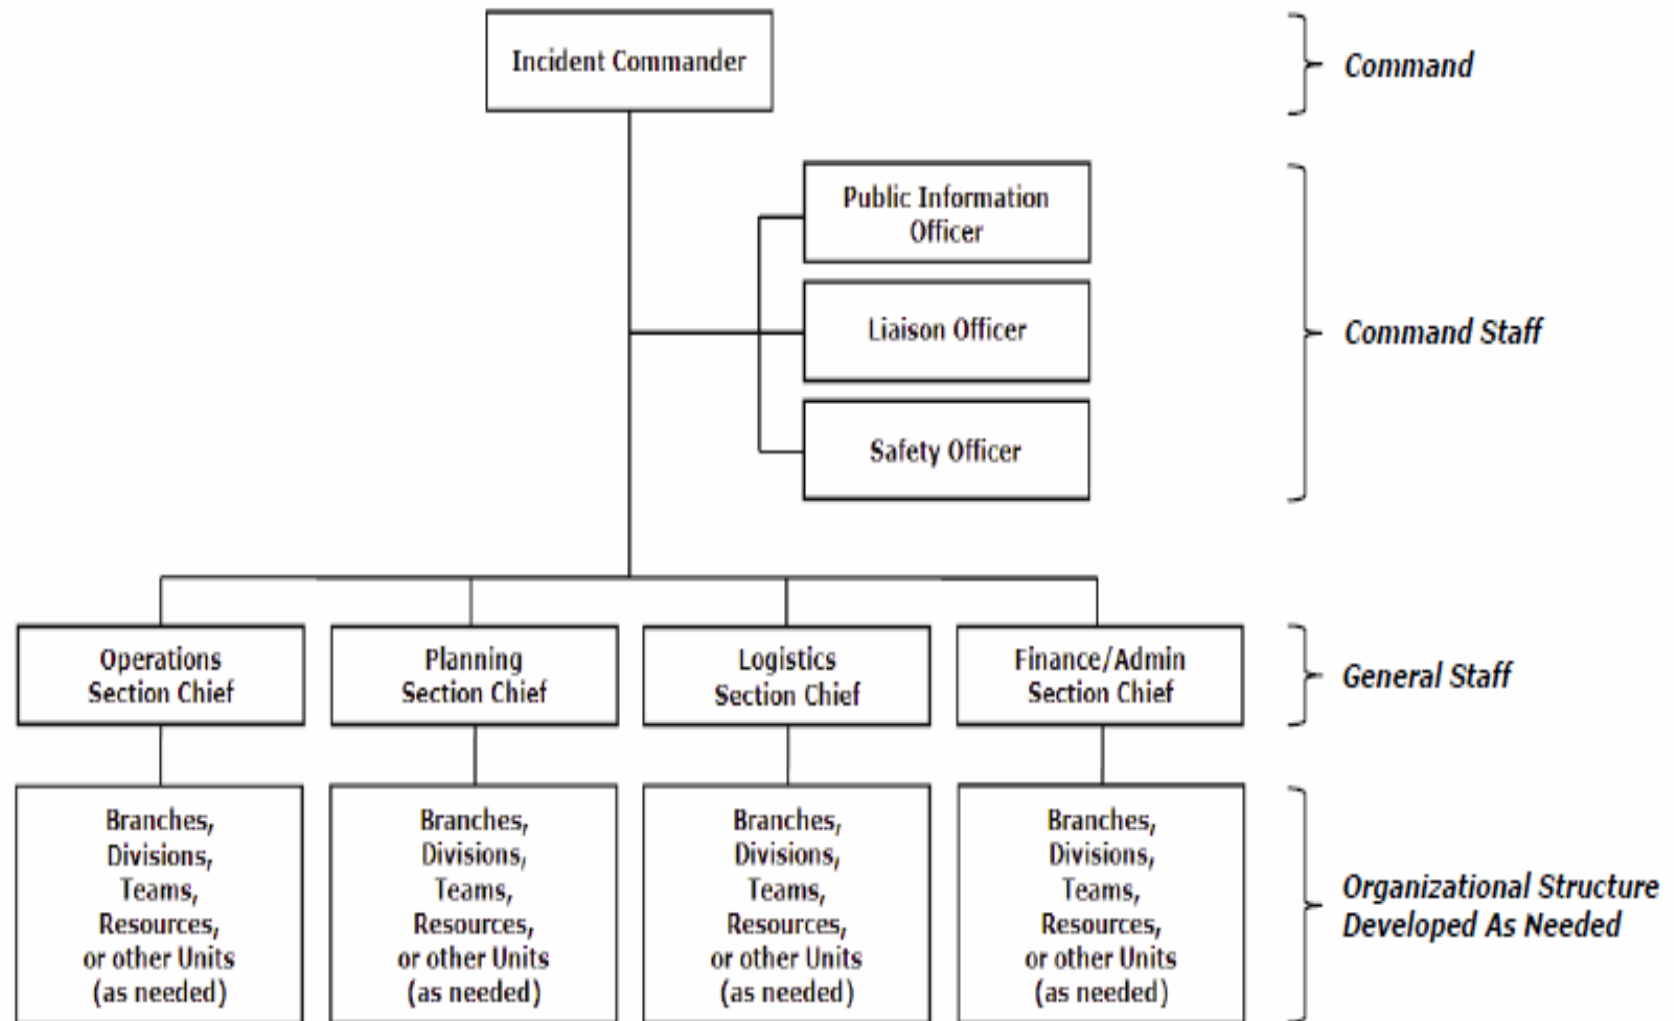 Incident Commander
Command
Public Information
Officer
Liaison Officer
Command Staff
Safety Officer
Operations
Section Chief
Planning
Section Chief
Logistics
Section Chief
Finance/Admin
Section Chief
General Staff
Branches,
Divisions,
Teams,
Resources,
or other Units
(as needed)
Branches,
Divisions,
Teams,
Resources,
or other Units
(as needed)
Branches,
Divisions,
Teams,
Resources,
or other Units
(as needed)
Branches,
Divisions,
Teams,
Resources,
or other Units
(as needed)
Organizational Structure
Developed As Needed